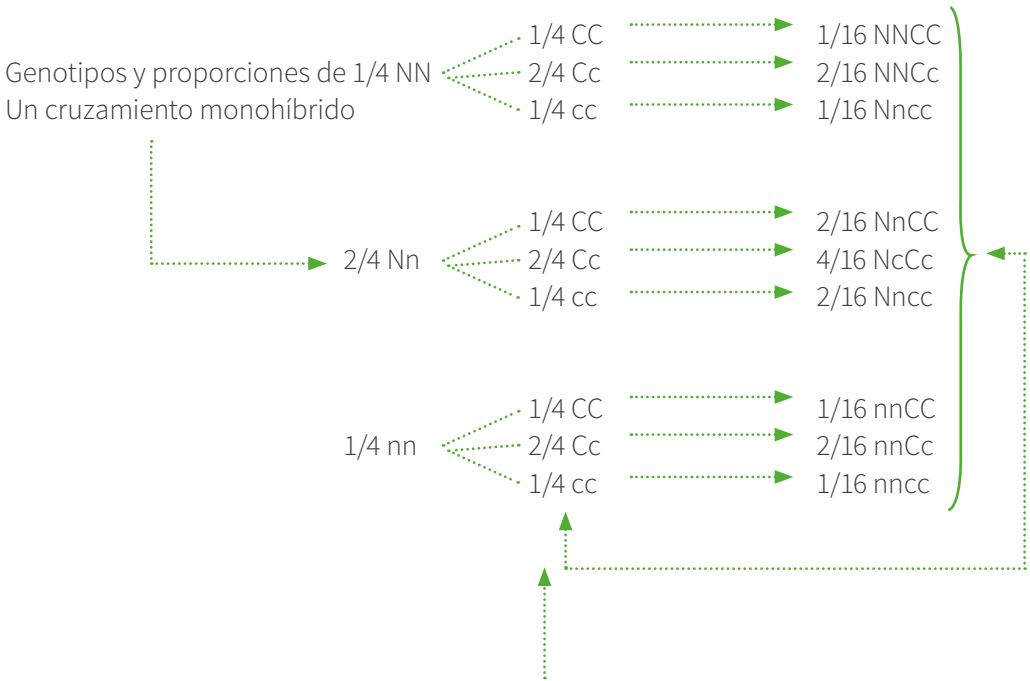 1/4 CC 1/16 NNCC
Genotipos y proporciones de 1/4 NN 2/4 Cc 2/16 NNCc
Un cruzamiento monohíbrido 1/4 cc 1/16 Nncc
1/4 CC 2/16 NnCC
2/4 Nn 2/4 Cc 4/16 NcCc
1/4 cc 2/16 Nncc
1/4 CC 1/16 nnCC
1/4 nn 2/4 Cc 2/16 nnCc
1/4 cc 1/16 nncc